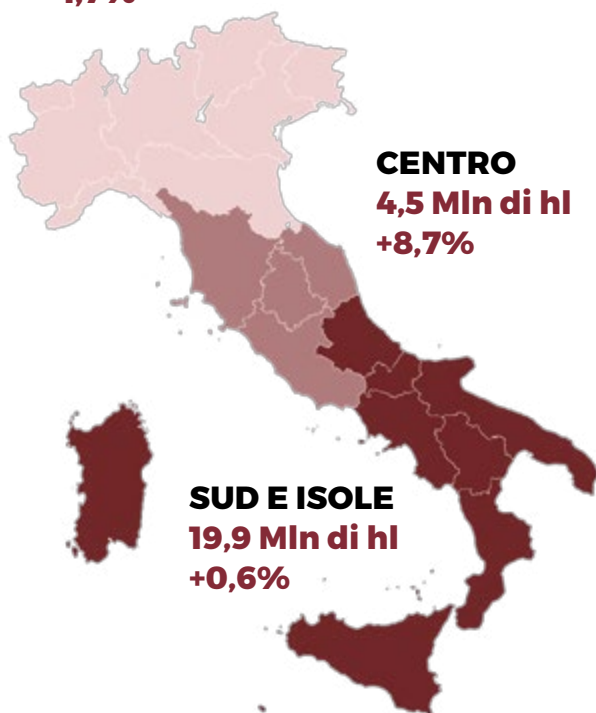 CENTRO
4,5 Mln di hl
+8,7%
SUD E ISOLE
19,9 Mln di hl
+0,6%